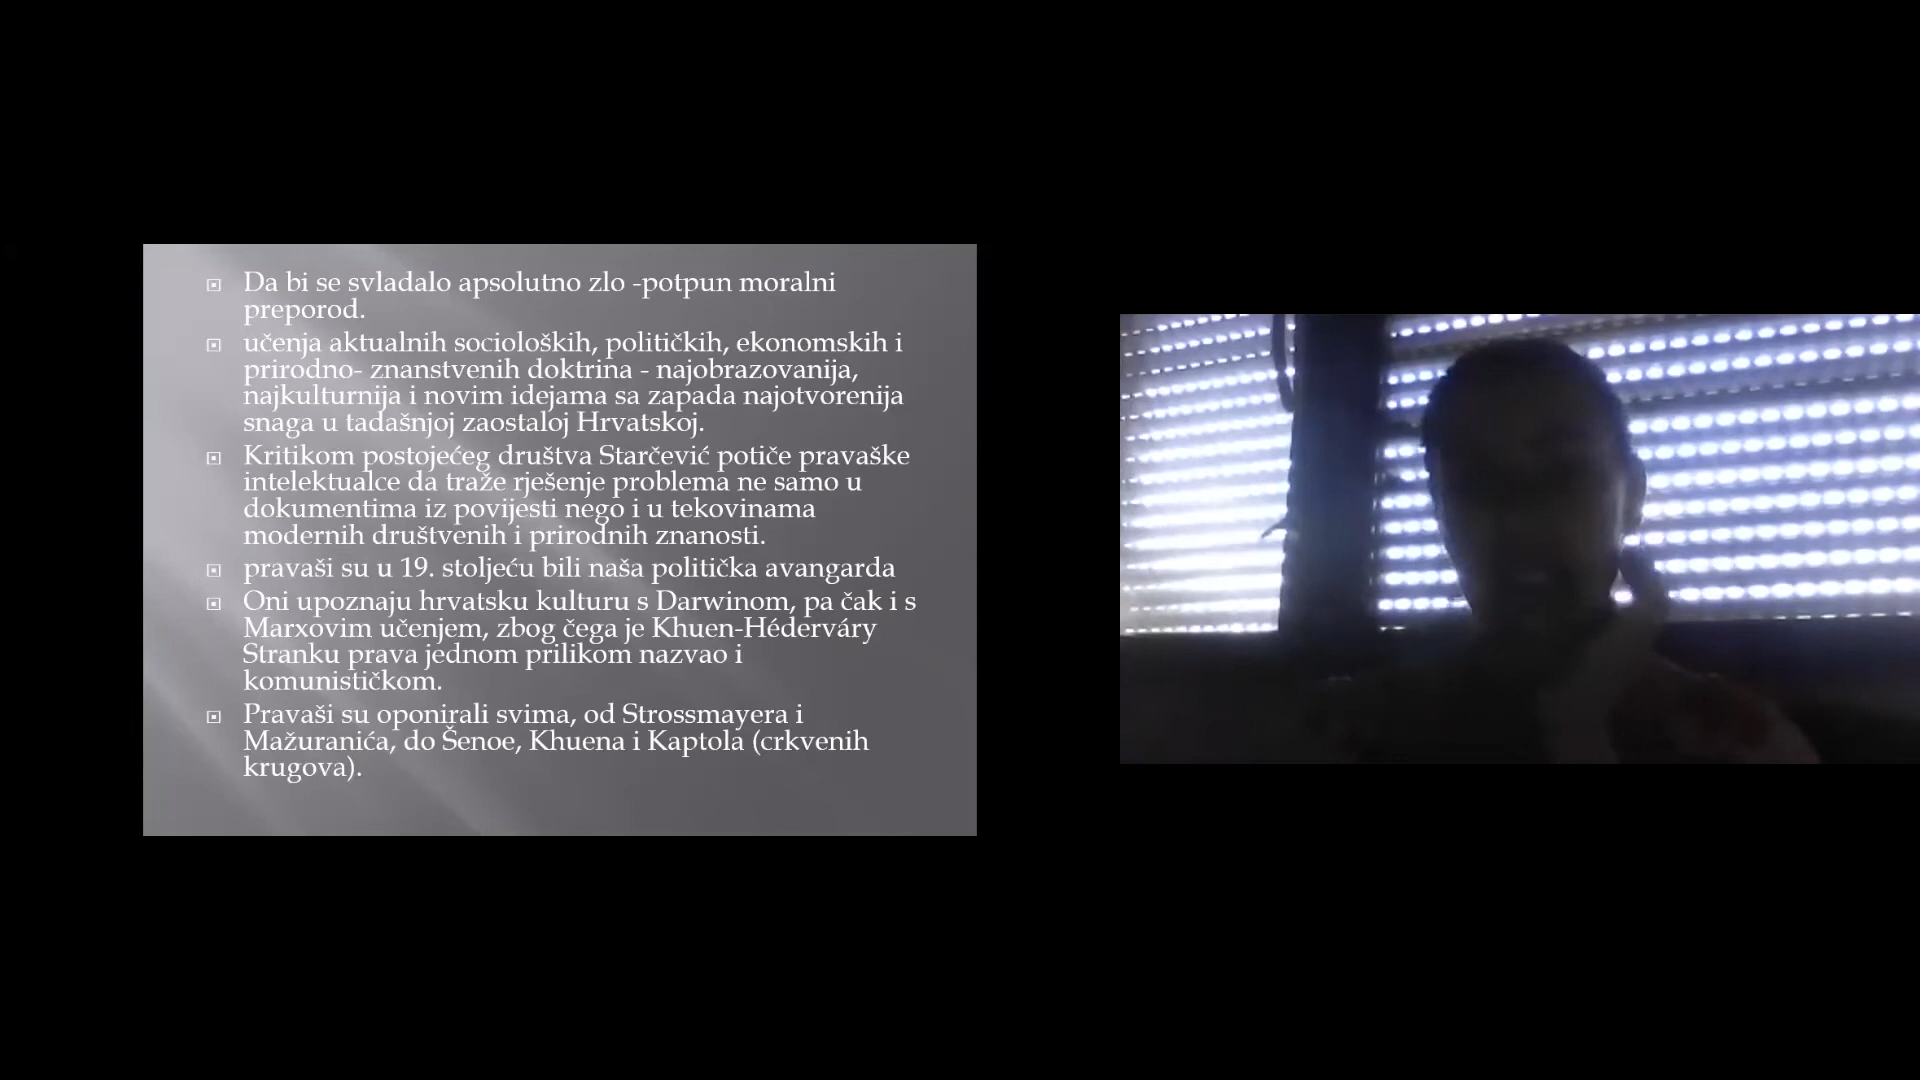 Da bi se svladalo apsolutno zlo -potpun moralni
preporod.
učenja aktualnih socioloških, političkih, ekonomskih i
prirodno- znanstvenih doktrina - najobrazovanija,
najkulturnija i novim idejama sa zapada najotvorenija
snaga u tadašnjoj zaostaloj Hrvatskoj.
Kritikom postojećeg društva Starčević potiče pravaške
intelektualce da traže rješenje problema ne samo u
dokumentima iz povijesti nego i u tekovinama
modernih društvenih i prirodnih znanosti.
pravaši su u 19. stoljeću bili naša politička avangarda
Oni upoznaju hrvatsku kulturu s Darwinom, pa čak i s
Marxovim učenjem, zbog čega je Khuen-Héderváry
Stranku prava jednom prilikom nazvao i
komunističkom.
Pravaši su oponirali svima, od Strossmayera i
Mažuranića, do Šenoe, Khuena i Kaptola (crkvenih
krugova).